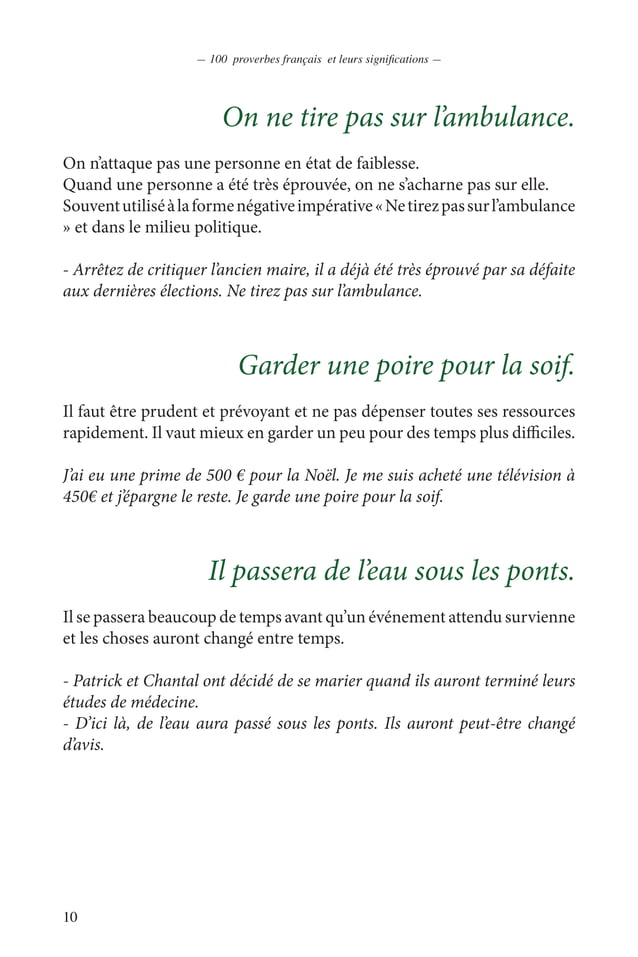 — 100 proverbes français et leurs significations —
On ne tire pas sur l’ambulance.
On n’attaque pas une personne en état de faiblesse.
Quand une personne a été très éprouvée, on ne s’acharne pas sur elle.
Souvent utilisé à la forme négative impérative « Ne tirez pas sur l’ambulance
» et dans le milieu politique.
- Arrêtez de critiquer l’ancien maire, il a déjà été très éprouvé par sa défaite
aux dernières élections. Ne tirez pas sur l’ambulance.
Garder une poire pour la soif.
Il faut être prudent et prévoyant et ne pas dépenser toutes ses ressources
rapidement. Il vaut mieux en garder un peu pour des temps plus difficiles.
J’ai eu une prime de 500 € pour la Noël. Je me suis acheté une télévision à
450€ et j’épargne le reste. Je garde une poire pour la soif.
Il passera de l’eau sous les ponts.
Il se passera beaucoup de temps avant qu’un événement attendu survienne
et les choses auront changé entre temps.
- Patrick et Chantal ont décidé de se marier quand ils auront terminé leurs
études de médecine.
- D’ici là, de l’eau aura passé sous les ponts. Ils auront peut-être changé
d’avis.
10